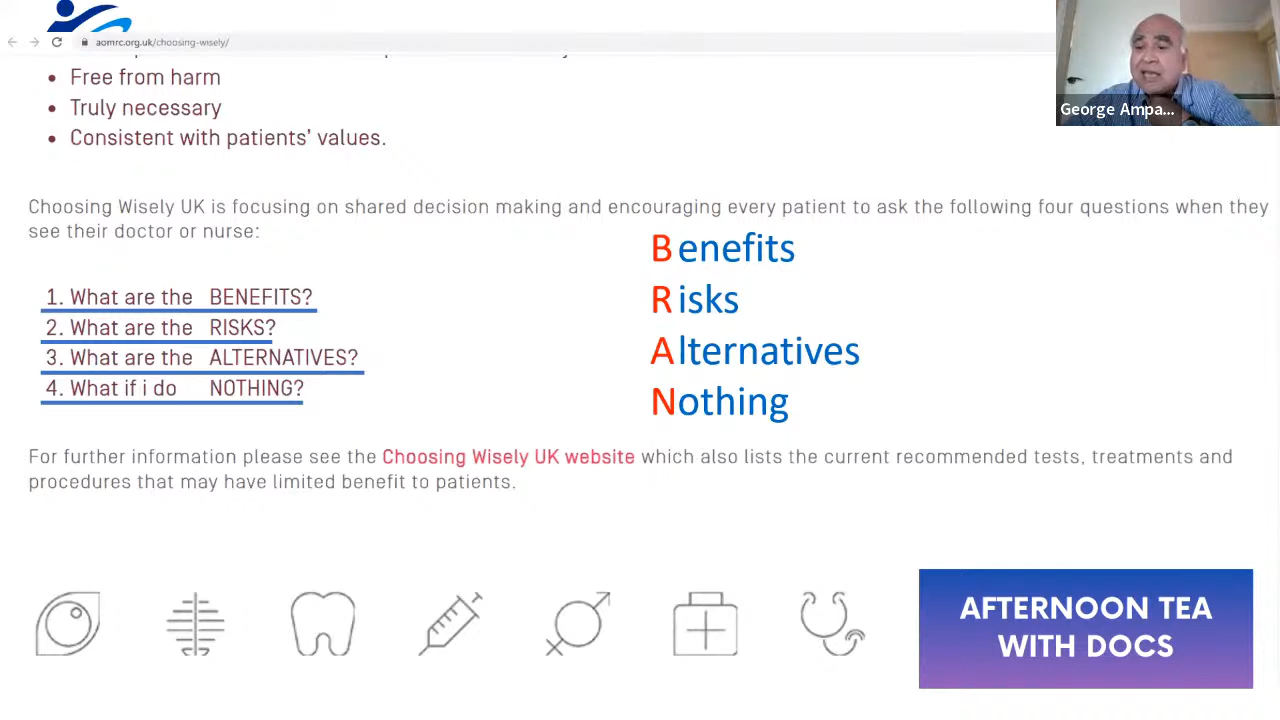 aomrc.org.uk/choosing-wisely/
George Ampa...
• Free from harm
• Truly necessary
• Consistent with patients' values.
Choosing Wisely UK is focusing on shared decision making and encouraging every patient to ask the following four questions when they
see their doctor or nurse:
1. What are the BENEFITS?
2. What are the RISKS?
3. What are the ALTERNATIVES?
4. What if i do NOTHING?
Benefits
Risks
Alternatives
Nothing
For further information please see the Choosing Wisely UK website which also lists the current recommended tests, treatments and
procedures that may have limited benefit to patients.
AFTERNOON TEA
WITH DOCS